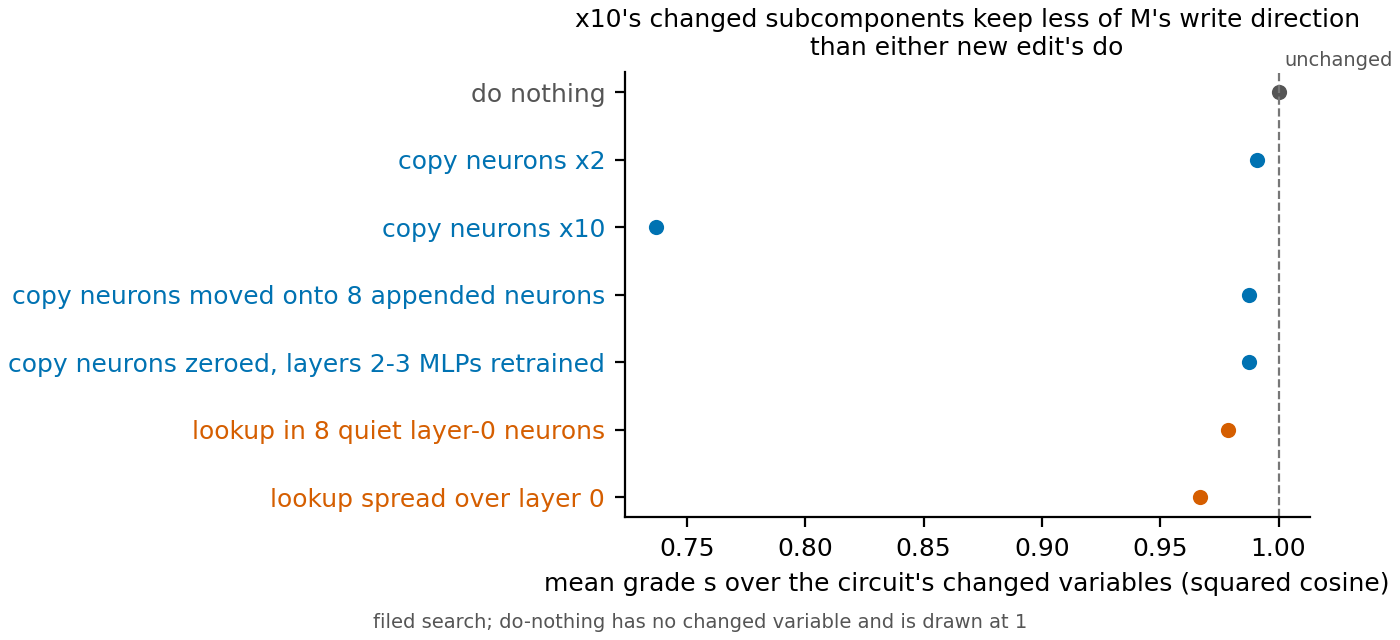 x10's changed subcomponents keep less of M's write direction
than either new edit's do
unchanged
do nothing
copy neurons x2
copy neurons x10
copy neurons moved onto 8 appended neurons
copy neurons zeroed, layers 2-3 MLPs retrained
lookup in 8 quiet layer-0 neurons
lookup spread over layer 0
0.75 0.80 0.85 0.90 0.95 1.00
mean grade s over the circuit's changed variables (squared cosine)
filed search; do-nothing has no changed variable and is drawn at 1